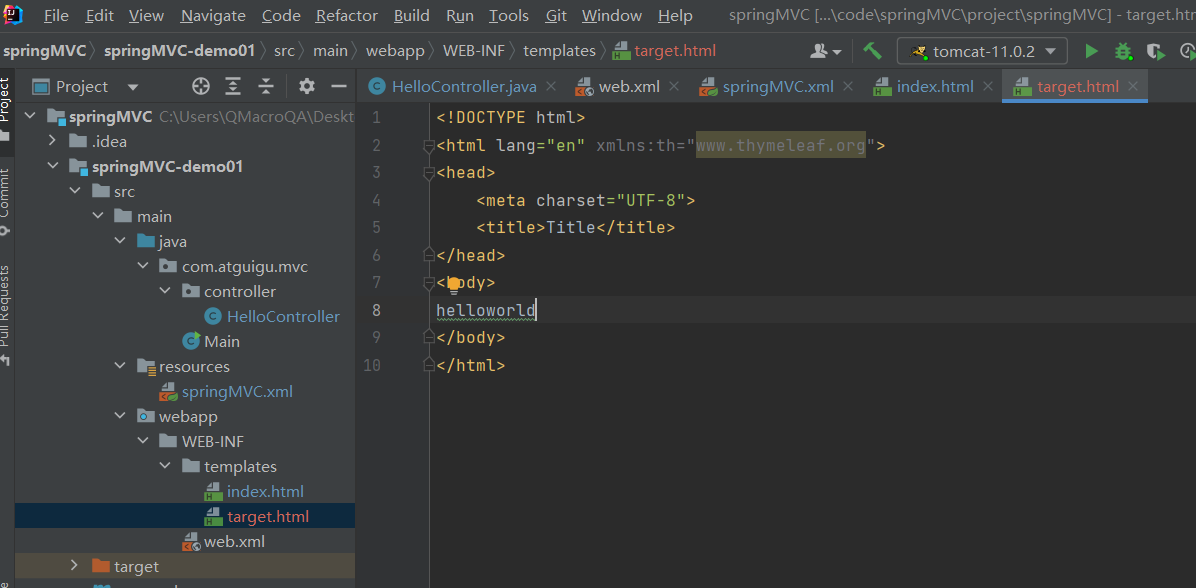 File Edit View Navigate Code Refactor Build Run Tools Git Window Help springMVC [...\code\springMVC\project\springMVC] - target.htm
springMVC springMVC-demo01 src main webapp WEB-INF templates target.html tomcat-11.0.2
Project
Project HelloController.java web.xml springMVC.xml index.html target.html
springMVC C:\Users\QMacroQA\Deskt
.idea
springMVC-demo01
src
main
java
com.atguigu.mvc
controller
HelloController
Main
resources
springMVC.xml
webapp
WEB-INF
templates
index.html
target.html
web.xml
target
Commit
Pull Requests
1 <!DOCTYPE html>
2 <html lang="en" xmlns:th="www.thymeleaf.org">
3 <head>
4 <meta charset="UTF-8">
5 <title>Title</title>
6 </head>
7 <body>
8 helloworld
9 </body>
10 </html>